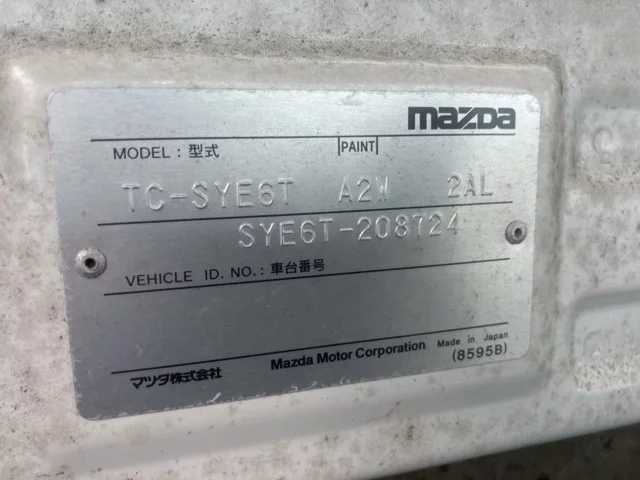 mazda
MODEL: 型式 PAINT
TC-SYE6T A2W 2AL
SYE6T-208724
VEHICLE ID. NO.: 車台番号
マツダ株式会社 Mazda Motor Corporation Made in Japan
(8595B)